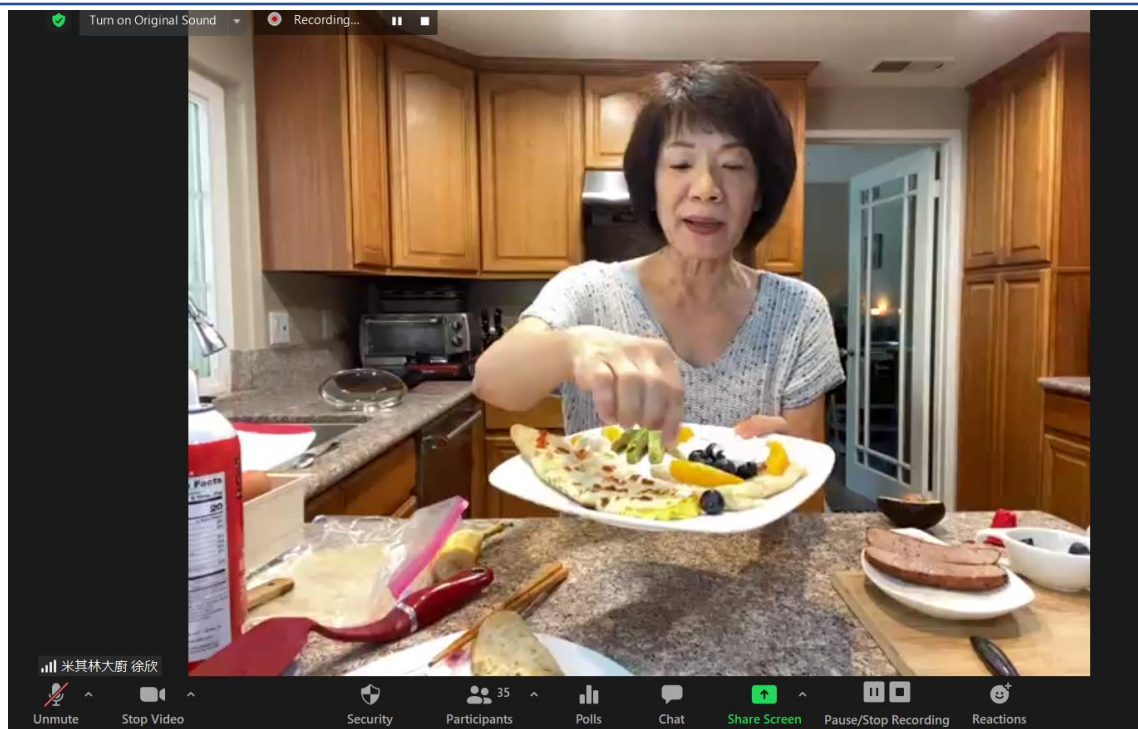 Turn on Original Sound
Recording...
Facts
20
米其林大廚 徐欣
35
Unmute
Stop Video
Security
Participants
Polls
Chat
Share Screen
Pause/Stop Recording
Reactions